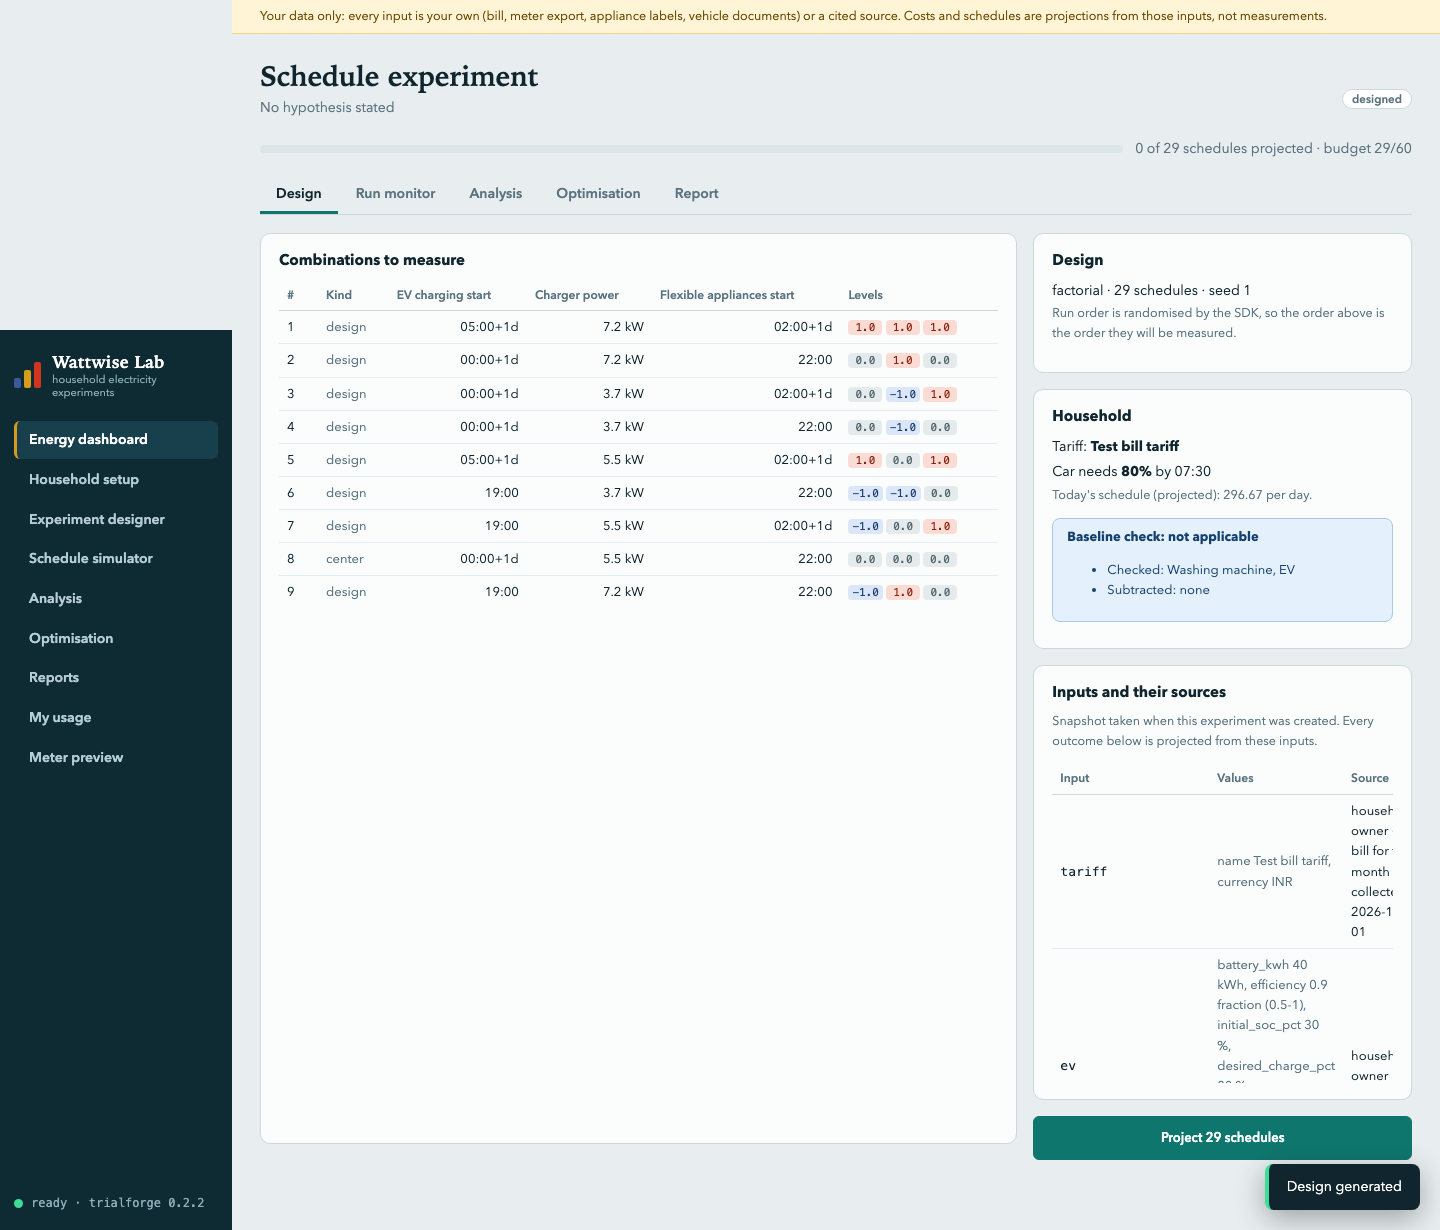 Your data only: every input is your own (bill, meter export, appliance labels, vehicle documents) or a cited source. Costs and schedules are projections from those inputs, not measurements.
Schedule experiment
No hypothesis stated
designed
0 of 29 schedules projected · budget 29/60
Design Run monitor Analysis Optimisation Report
Wattwise Lab
household electricity
experiments
Energy dashboard
Household setup
Experiment designer
Schedule simulator
Analysis
Optimisation
Reports
My usage
Meter preview
ready · trialforge 0.2.2
Combinations to measure
# Kind EV charging start Charger power Flexible appliances start Levels
1 design 05:00+1d 7.2 kW 02:00+1d 1.0 1.0 1.0
2 design 00:00+1d 7.2 kW 22:00 0.0 1.0 0.0
3 design 00:00+1d 3.7 kW 02:00+1d 0.0 −1.0 1.0
4 design 00:00+1d 3.7 kW 22:00 0.0 −1.0 0.0
5 design 05:00+1d 5.5 kW 02:00+1d 1.0 0.0 1.0
6 design 19:00 3.7 kW 22:00 −1.0 −1.0 0.0
7 design 19:00 5.5 kW 02:00+1d −1.0 0.0 1.0
8 center 00:00+1d 5.5 kW 22:00 0.0 0.0 0.0
9 design 19:00 7.2 kW 22:00 −1.0 1.0 0.0
Design
factorial · 29 schedules · seed 1
Run order is randomised by the SDK, so the order above is
the order they will be measured.
Household
Tariff: Test bill tariff
Car needs 80% by 07:30
Today's schedule (projected): 296.67 per day.
Baseline check: not applicable
• Checked: Washing machine, EV
• Subtracted: none
Inputs and their sources
Snapshot taken when this experiment was created. Every
outcome below is projected from these inputs.
Input Values Source
tariff
name Test bill tariff,
currency INR
owner
bill for
month
01
ev
battery_kwh 40
kWh, efficiency 0.9
fraction (0.5-1),
initial_soc_pct 30
%,
desired_charge_pct
owner
Project 29 schedules
Design generated